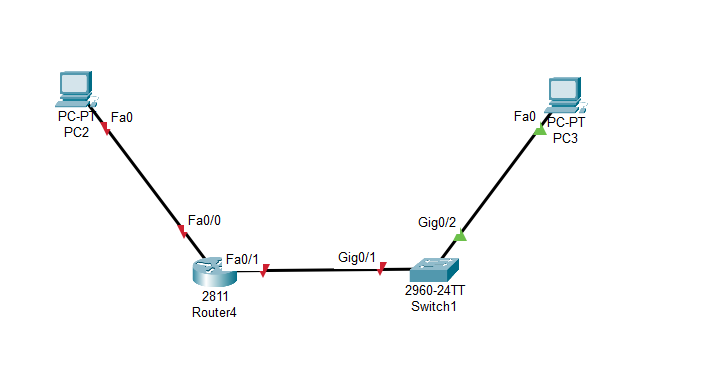 Fa0
PC-PT
PC2
Fa0
PC-PT
PC3
Fa0/0
Gig0/2
Fa0/1
Gig0/1
2811
Router4
2960-24TT
Switch1